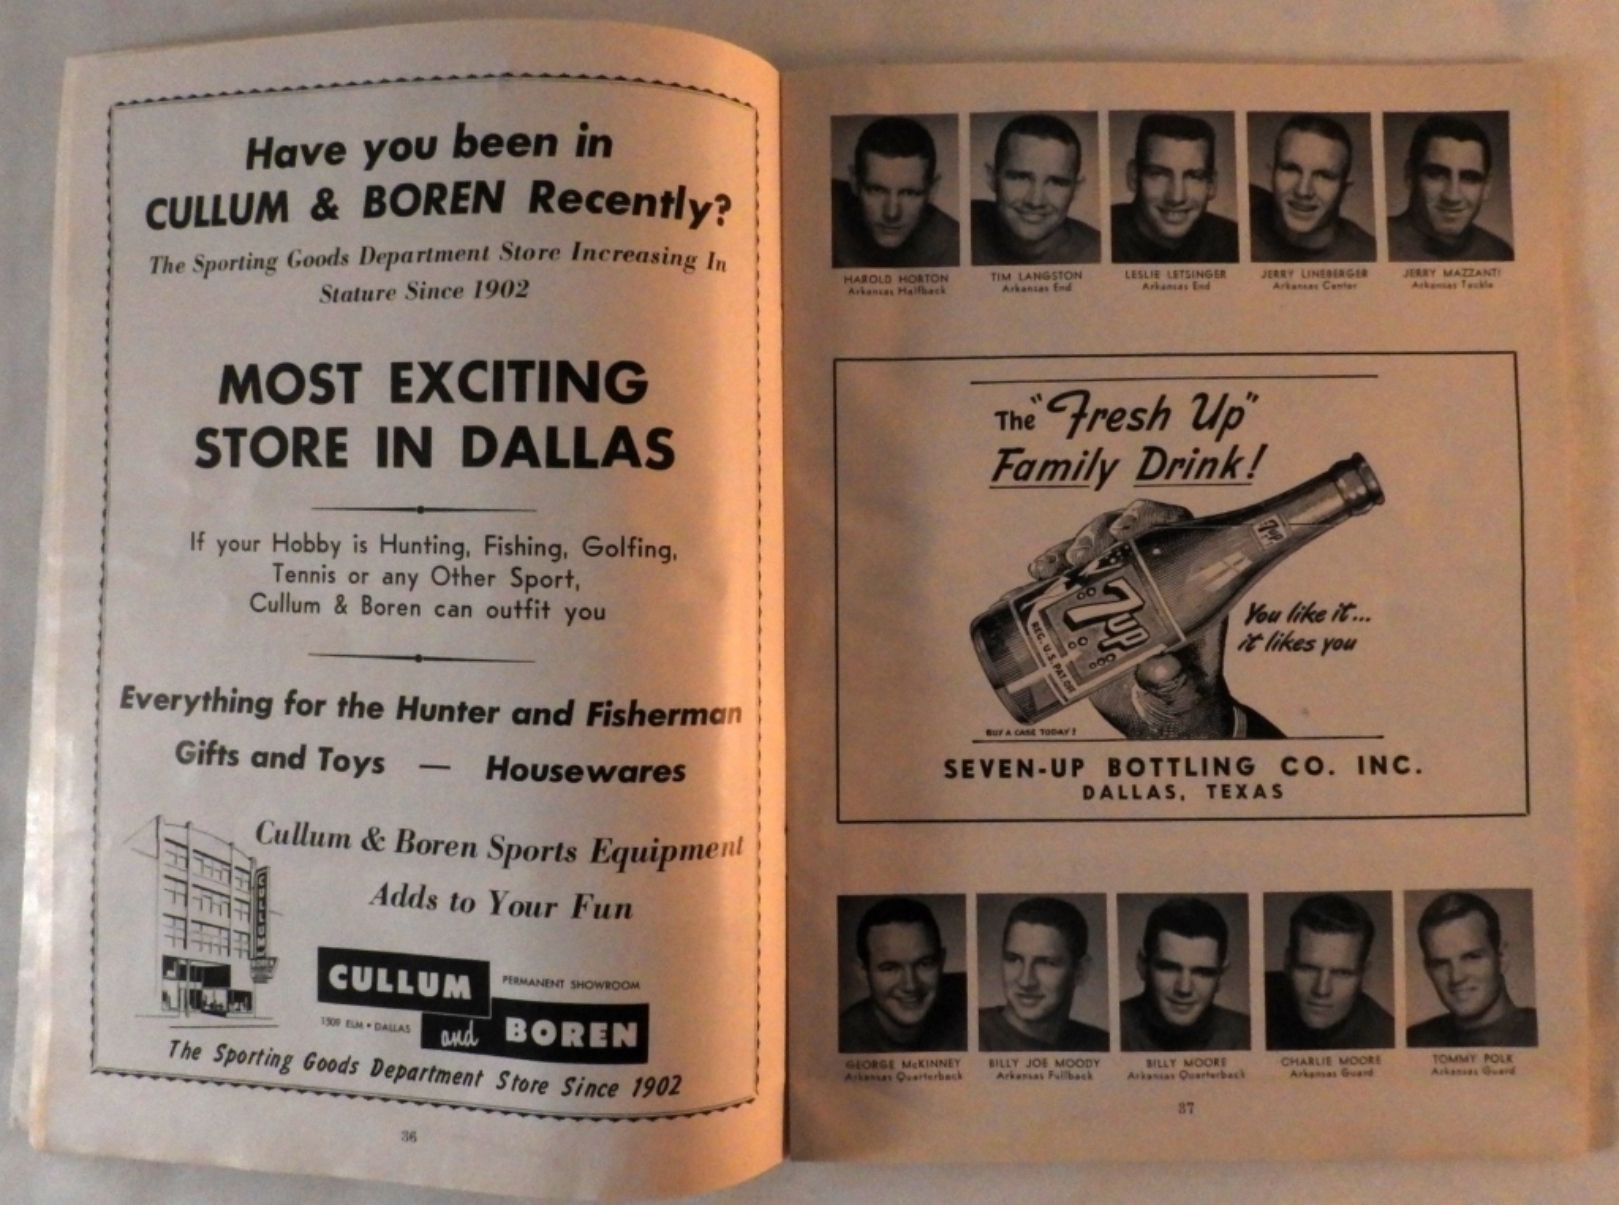 Have you been in
CULLUM & BOREN Recently?
The Sporting Goods Department Store Increasing In
Stature Since 1902
MOST EXCITING
STORE IN DALLAS
If your Hobby is Hunting, Fishing, Golfing,
Tennis or any Other Sport,
Cullum & Boren can outfit you
Everything for the Hunter and Fisherman
Gifts and Toys — Housewares
Cullum & Boren Sports Equipment
Adds to Your Fun
CULLUM
PERMANENT SHOWROOM
1509 ELM • DALLAS
and BOREN
The Sporting Goods Department Store Since 1902
36
HAROLD HORTON
Arkansas Halfback
TIM LANGSTON
Arkansas End
LESLIE LETSINGER
Arkansas End
JERRY LINEBERGER
Arkansas Center
JERRY MAZZANTI
Arkansas Tackle
The "Fresh Up"
Family Drink!
7up
7up
REG. U.S. PAT. OFF.
You like it...
it likes you
BUY A CASE TODAY!
SEVEN-UP BOTTLING CO. INC.
DALLAS, TEXAS
GEORGE McKINNEY
Arkansas Quarterback
BILLY JOE MOODY
Arkansas Fullback
BILLY MOORE
Arkansas Quarterback
CHARLIE MOORE
Arkansas Guard
TOMMY POLK
Arkansas Guard
37